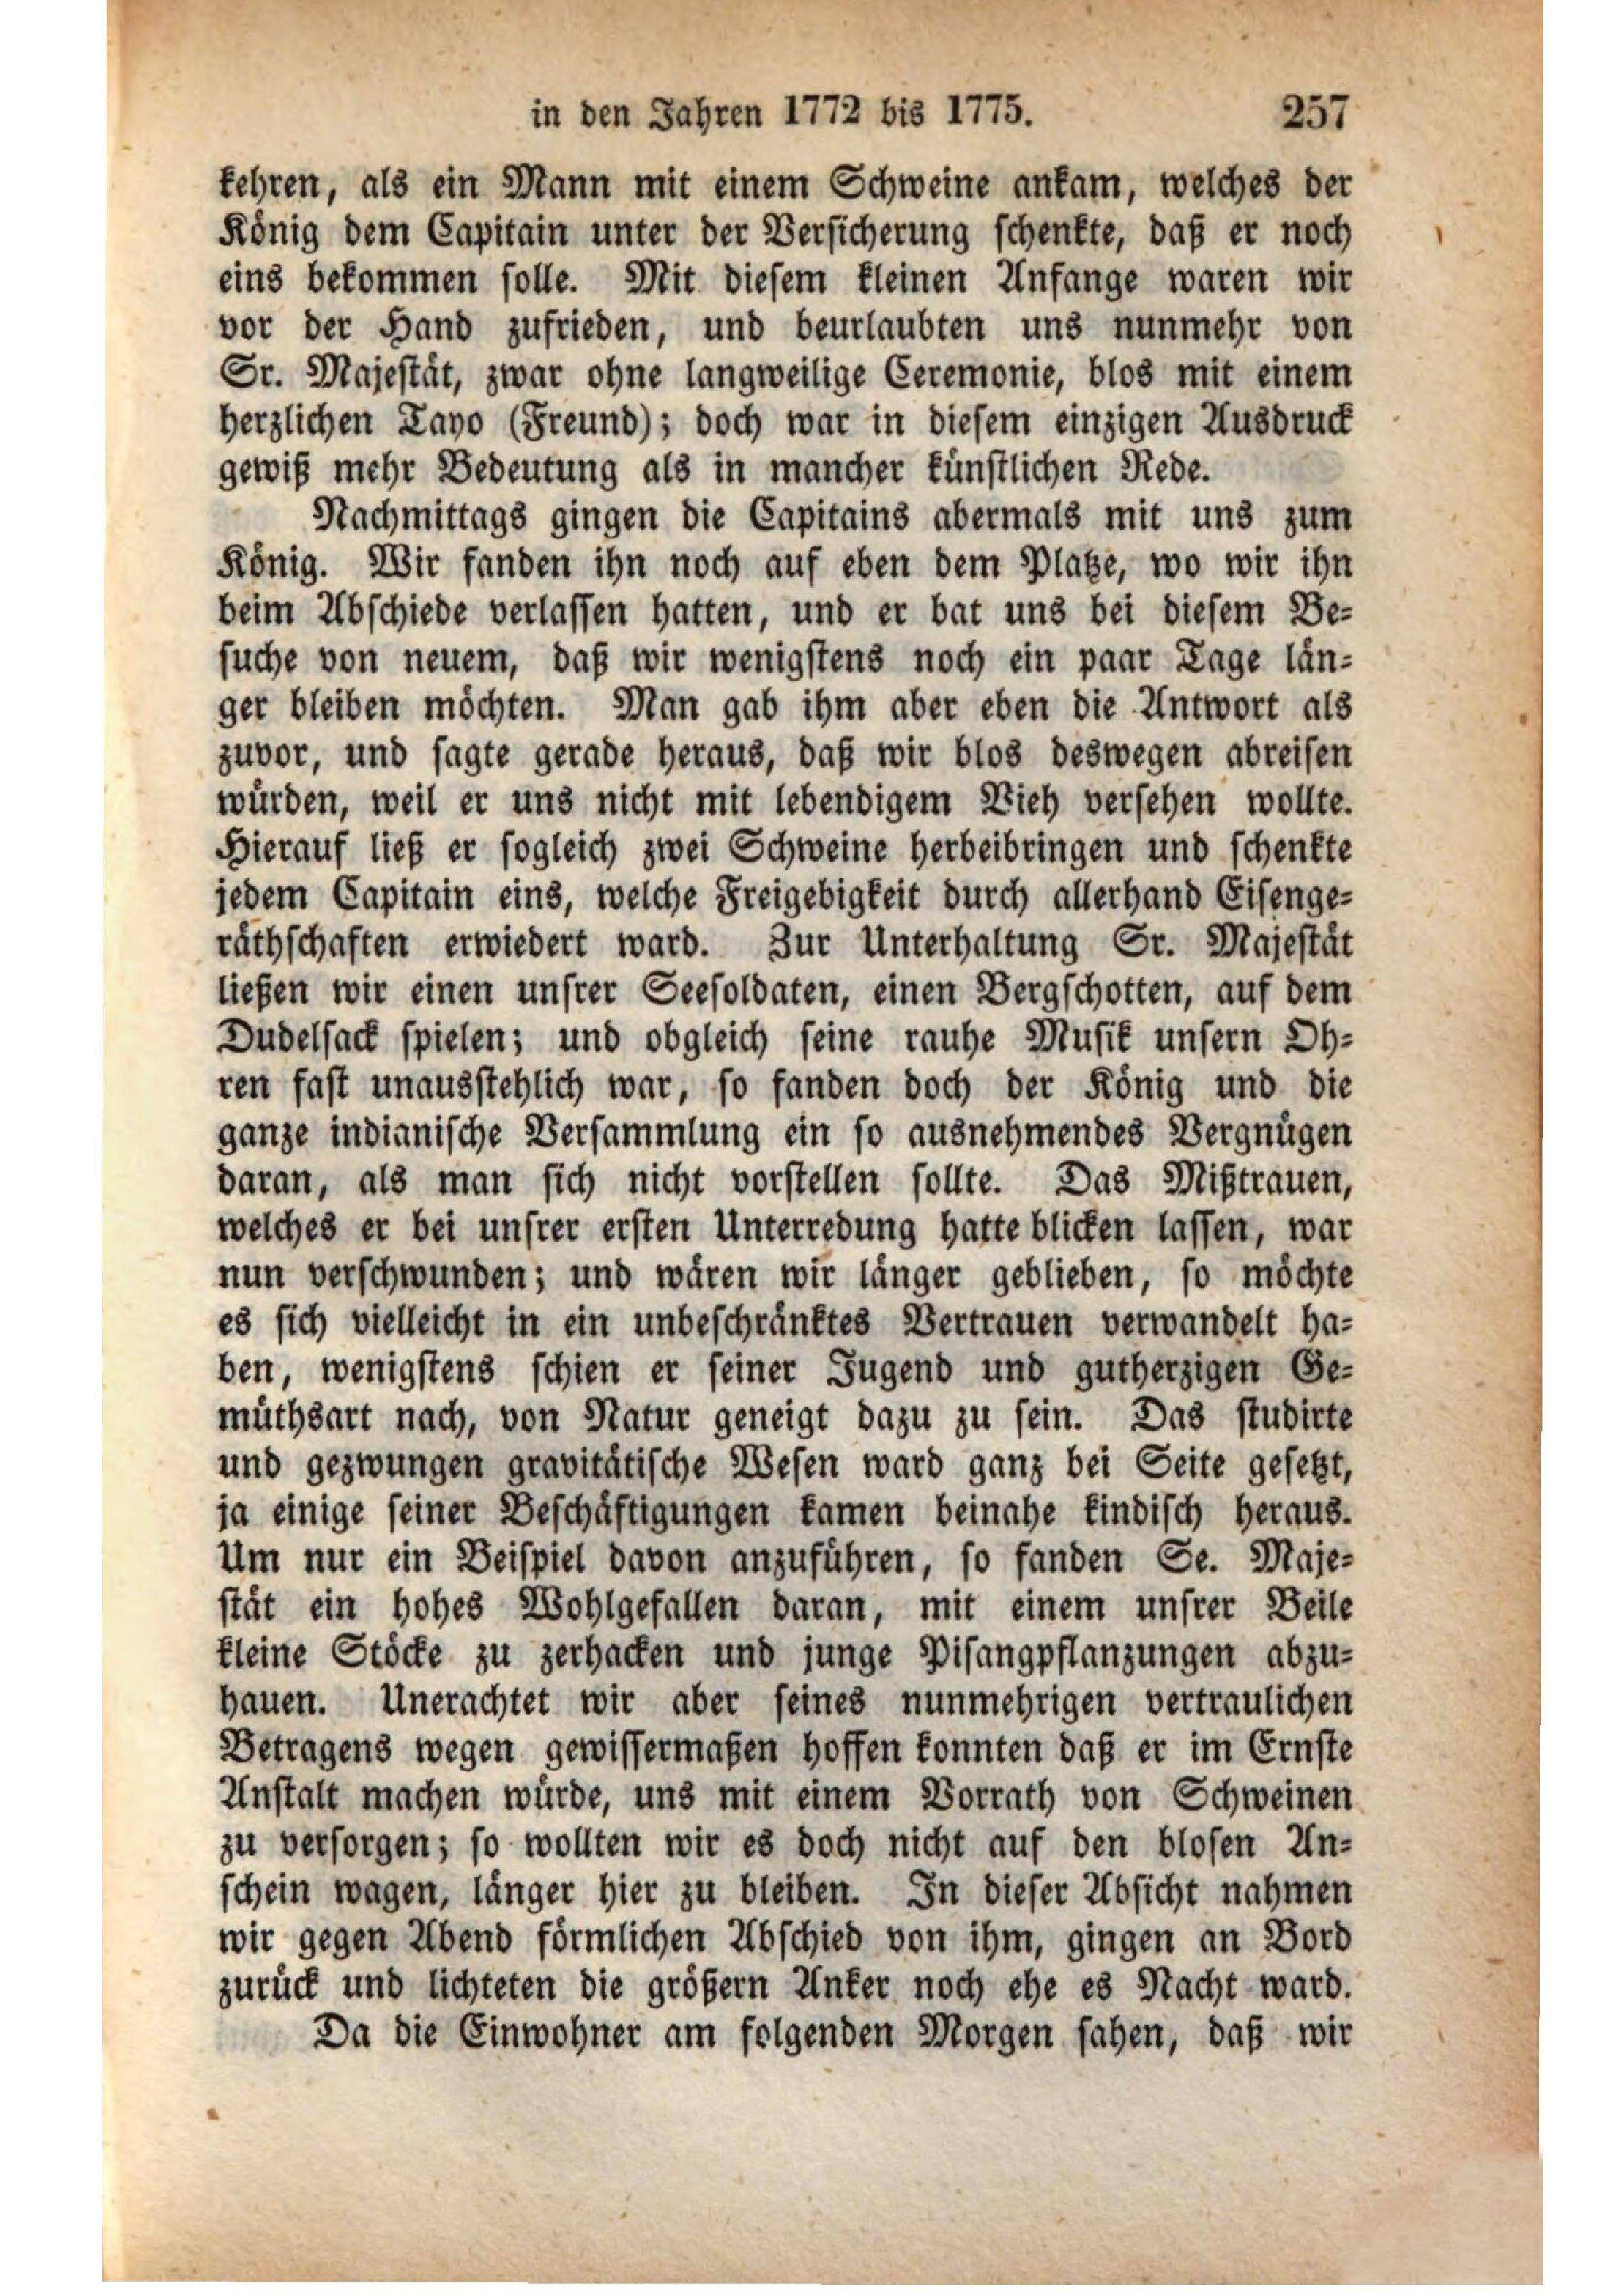 in den Jahren 1772 bis 1775. 257
kehren, als ein Mann mit einem Schweine ankam, welches der
König dem Capitain unter der Versicherung schenkte, daß er noch
eins bekommen solle. Mit diesem kleinen Anfange waren wir
vor der Hand zufrieden, und beurlaubten uns nunmehr von
Sr. Majestät, zwar ohne langweilige Ceremonie, blos mit einem
herzlichen Tayo (Freund); doch war in diesem einzigen Ausdruck
gewiß mehr Bedeutung als in mancher künstlichen Rede.
Nachmittags gingen die Capitains abermals mit uns zum
König. Wir fanden ihn noch auf eben dem Platze, wo wir ihn
beim Abschiede verlassen hatten, und er bat uns bei diesem Be-
suche von neuem, daß wir wenigstens noch ein paar Tage län-
ger bleiben möchten. Man gab ihm aber eben die Antwort als
zuvor, und sagte gerade heraus, daß wir blos deswegen abreisen
würden, weil er uns nicht mit lebendigem Vieh versehen wollte.
Hierauf ließ er sogleich zwei Schweine herbeibringen und schenkte
jedem Capitain eins, welche Freigebigkeit durch allerhand Eisenge-
räthschaften erwiedert ward. Zur Unterhaltung Sr. Majestät
ließen wir einen unsrer Seesoldaten, einen Bergschotten, auf dem
Dudelsack spielen; und obgleich seine rauhe Musik unsern Oh-
ren fast unausstehlich war, so fanden doch der König und die
ganze indianische Versammlung ein so ausnehmendes Vergnügen
daran, als man sich nicht vorstellen sollte. Das Mißtrauen,
welches er bei unsrer ersten Unterredung hatte blicken lassen, war
nun verschwunden; und wären wir länger geblieben, so möchte
es sich vielleicht in ein unbeschränktes Vertrauen verwandelt ha-
ben, wenigstens schien er seiner Jugend und gutherzigen Ge-
müthsart nach, von Natur geneigt dazu zu sein. Das studirte
und gezwungen gravitätische Wesen ward ganz bei Seite gesetzt,
ja einige seiner Beschäftigungen kamen beinahe kindisch heraus.
Um nur ein Beispiel davon anzuführen, so fanden Se. Maje-
stät ein hohes Wohlgefallen daran, mit einem unsrer Beile
kleine Stöcke zu zerhacken und junge Pisangpflanzungen abzu-
hauen. Unerachtet wir aber seines nunmehrigen vertraulichen
Betragens wegen gewissermaßen hoffen konnten daß er im Ernste
Anstalt machen würde, uns mit einem Vorrath von Schweinen
zu versorgen; so wollten wir es doch nicht auf den blosen An-
schein wagen, länger hier zu bleiben. In dieser Absicht nahmen
wir gegen Abend förmlichen Abschied von ihm, gingen an Bord
zurück und lichteten die größern Anker noch ehe es Nacht ward.
Da die Einwohner am folgenden Morgen sahen, daß wir